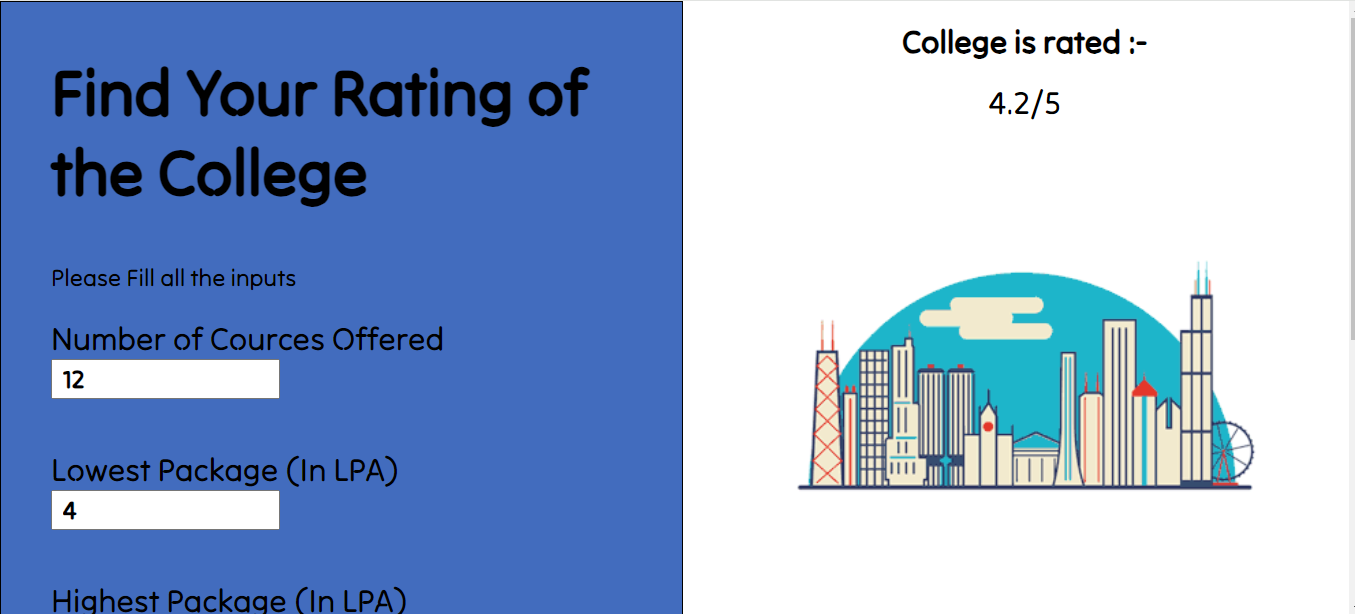 Find Your Rating of
the College
Please Fill all the inputs
Number of Cources Offered
12
Lowest Package (In LPA)
4
Highest Package (In LPA)
College is rated :-
4.2/5